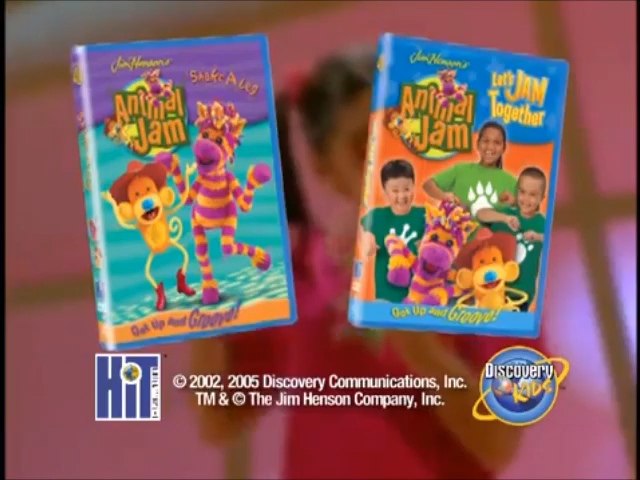 Jim Henson's
Animal Jam
Shake A Leg
Get Up and Groove!
Jim Henson's
Animal Jam
Let's JAM Together
Get Up and Groove!
HiT
© 2002, 2005 Discovery Communications, Inc.
TM & © The Jim Henson Company, Inc.
Discovery
KIDS